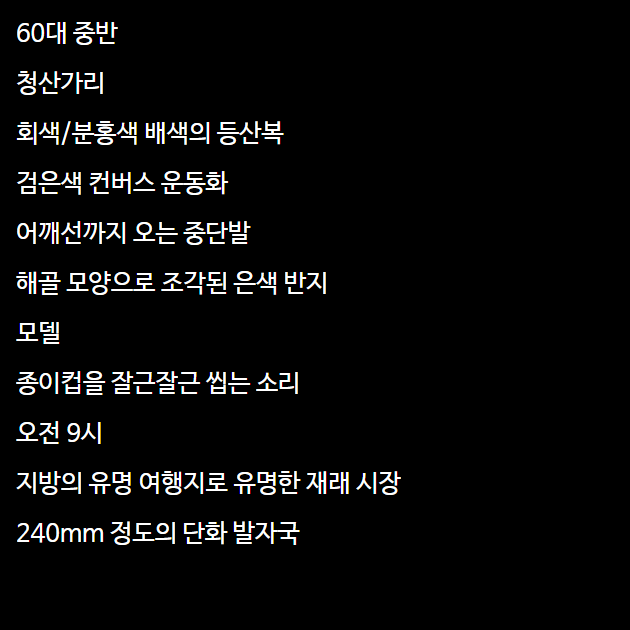 60대 중반
청산가리
회색/분홍색 배색의 등산복
검은색 컨버스 운동화
어깨선까지 오는 중단발
해골 모양으로 조각된 은색 반지
모델
종이컵을 잘근잘근 씹는 소리
오전 9시
지방의 유명 여행지로 유명한 재래 시장
240mm 정도의 단화 발자국